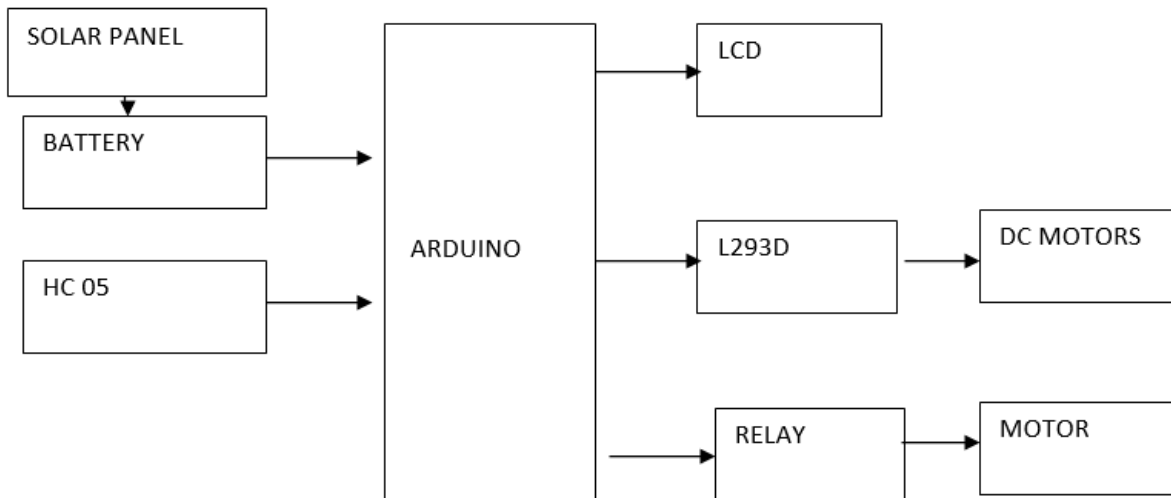 SOLAR PANEL
BATTERY
HC 05
ARDUINO
LCD
L293D
DC MOTORS
RELAY
MOTOR